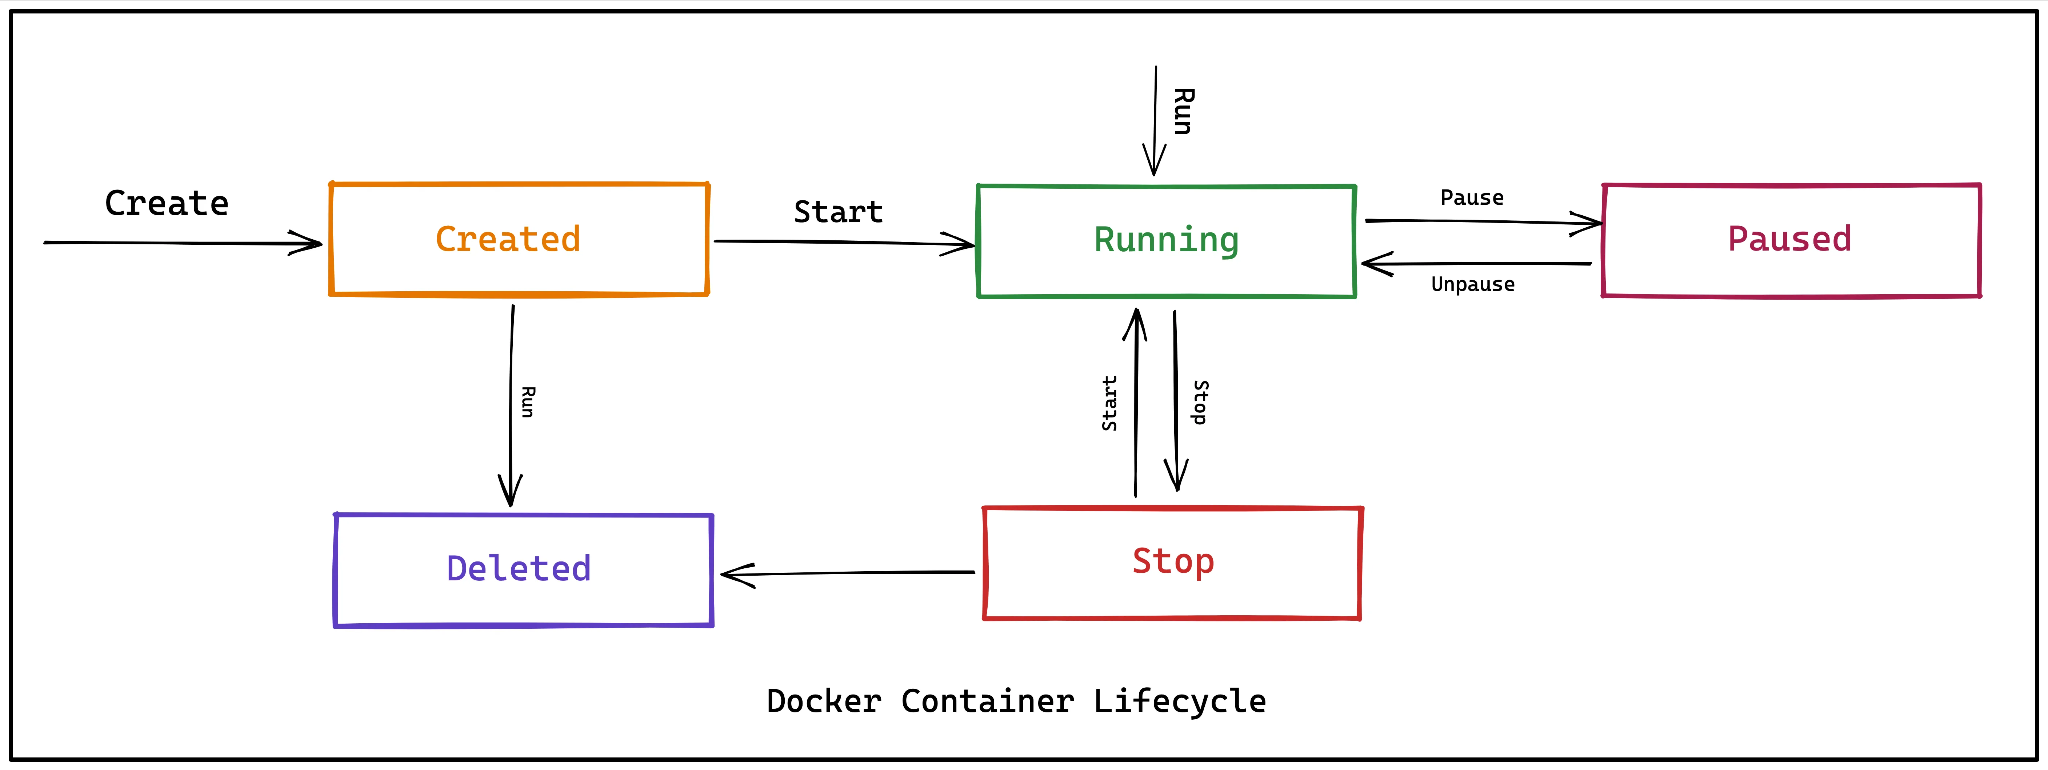 Run
Create
Created
Start
Running
Pause
Unpause
Paused
Run
Start
Stop
Deleted
Stop
Docker Container Lifecycle